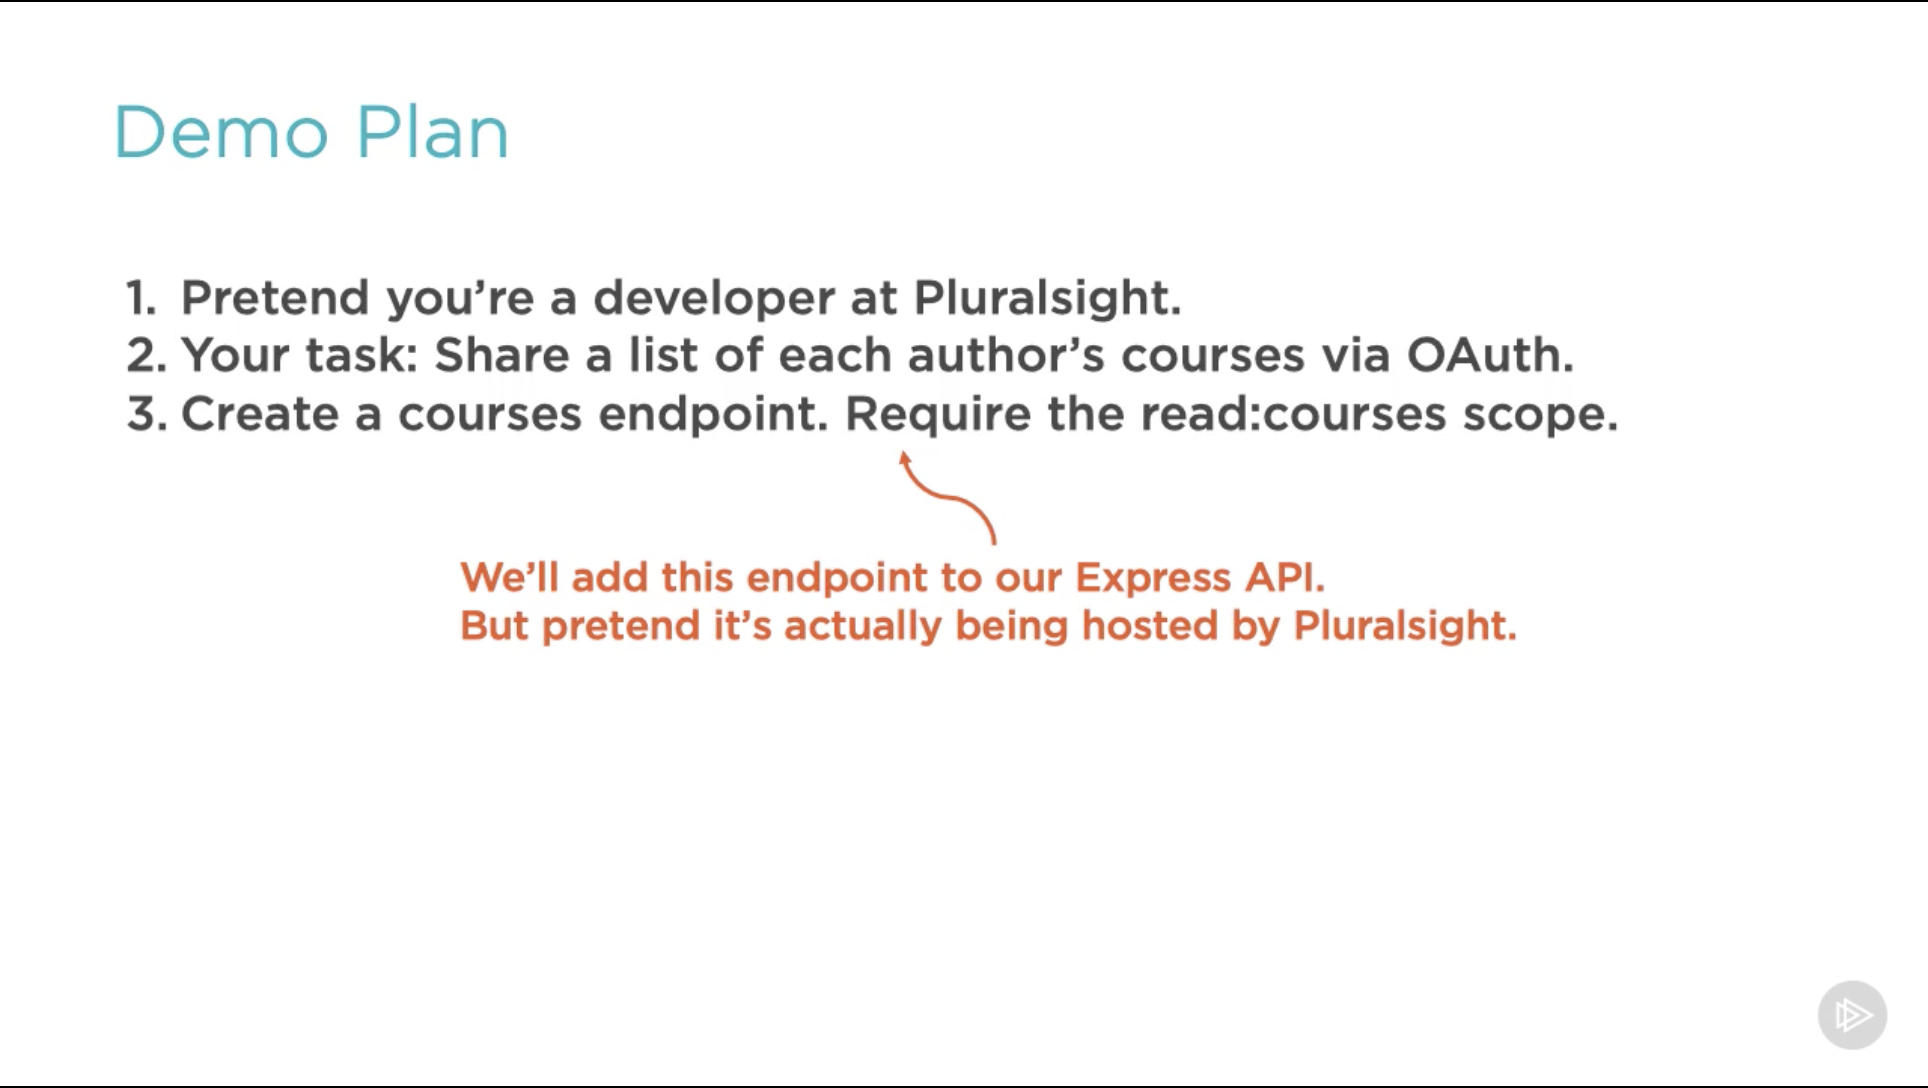 Demo Plan
1. Pretend you’re a developer at Pluralsight.
2. Your task: Share a list of each author’s courses via OAuth.
3. Create a courses endpoint. Require the read:courses scope.
We’ll add this endpoint to our Express API.
But pretend it’s actually being hosted by Pluralsight.